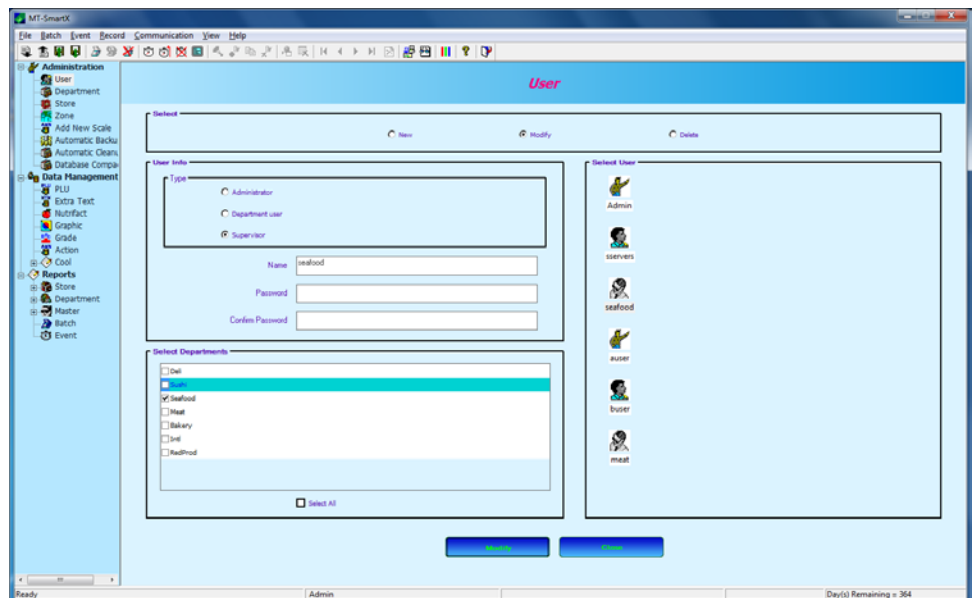 MT-SmartX
File Batch Event Record Communication View Help
Administration
User
Department
Store
Zone
Add New Scale
Automatic Backu
Automatic Cleanu
Database Compa
Data Management
PLU
Extra Text
Nutrifact
Graphic
Grade
Action
Cool
Reports
Store
Department
Master
Batch
Event
User
Select
New Modify Delete
User Info
Type
Administrator
Department user
Supervisor
Name seafood
Password
Confirm Password
Select Departments
Deli
Sushi
Seafood
Meat
Bakery
Intl
RedProd
Select All
Select User
Admin
sservers
seafood
auser
buser
meat
Modify Close
Ready Admin Day(s) Remaining = 364